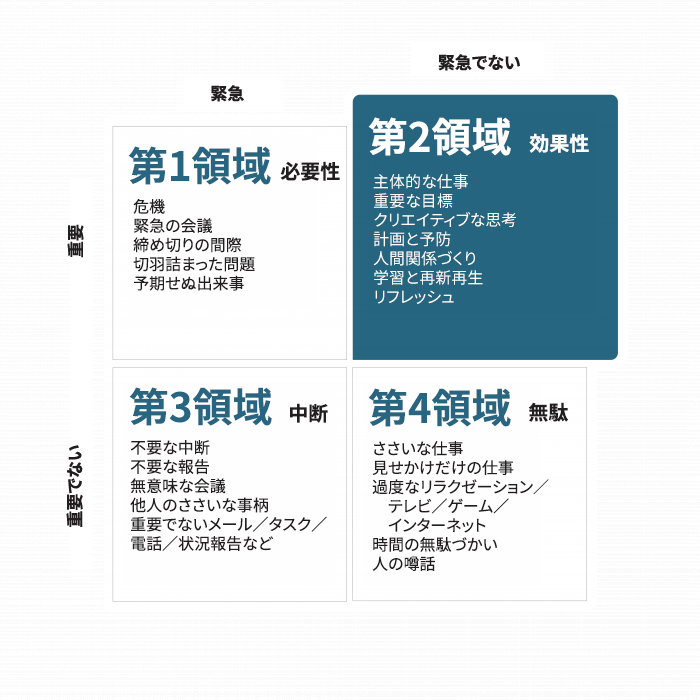 緊急でない
緊急
第1領域 必要性
危機
緊急の会議
締め切りの間際
切羽詰まった問題
予期せぬ出来事
第2領域 効果性
主体的な仕事
重要な目標
クリエイティブな思考
計画と予防
人間関係づくり
学習と再新再生
リフレッシュ
重要
第3領域 中断
不要な中断
不要な報告
無意味な会議
他人のささいな事柄
重要でないメール／タスク／
電話／状況報告など
第4領域 無駄
ささいな仕事
見せかけだけの仕事
過度なリラクゼーション／
テレビ／ゲーム／
インターネット
時間の無駄づかい
人の噂話
重要でない